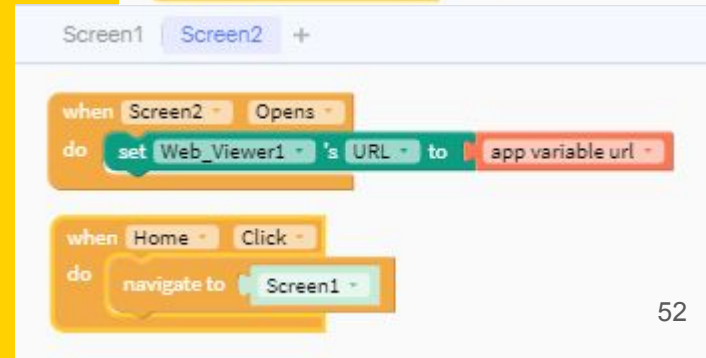 Screen1 Screen2 +
when Screen2 Opens
do set Web_Viewer1 's URL to app variable url
when Home Click
do navigate to Screen1
52